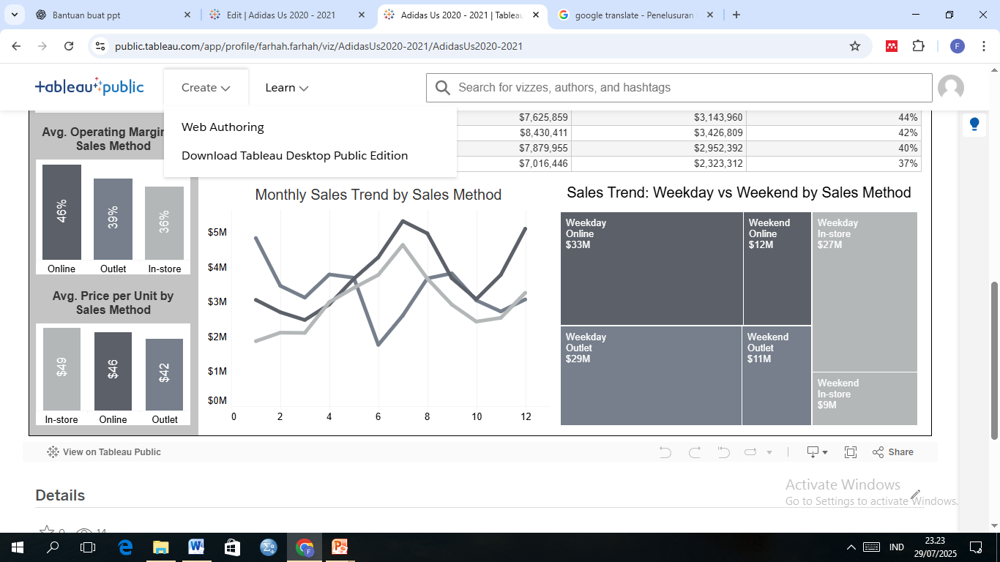 Bantuan buat ppt
Edit | Adidas Us 2020 - 2021
Adidas Us 2020 - 2021 | Tableau
google translate - Penelusuran
public.tableau.com/app/profile/farhah.farhah/viz/AdidasUs2020-2021/AdidasUs2020-2021
F
tableau public
Create
Learn
Search for vizzes, authors, and hashtags
Web Authoring
Download Tableau Desktop Public Edition
$7,625,859 $3,143,960 44%
$8,430,411 $3,426,809 42%
$7,879,955 $2,952,392 40%
$7,016,446 $2,323,312 37%
Avg. Operating Margin
Sales Method
46%
39%
36%
Online Outlet In-store
Avg. Price per Unit by
Sales Method
$49
$46
$42
In-store Online Outlet
Monthly Sales Trend by Sales Method
$5M
$4M
$3M
$2M
$1M
$0M
0 2 4 6 8 10 12
Sales Trend: Weekday vs Weekend by Sales Method
Weekday
Online
$33M
Weekend
Online
$12M
Weekday
In-store
$27M
Weekday
Outlet
$29M
Weekend
Outlet
$11M
Weekend
In-store
$9M
View on Tableau Public
Share
Details
Activate Windows
Go to Settings to activate Windows.
0 14
F
IND
23.23
29/07/2025